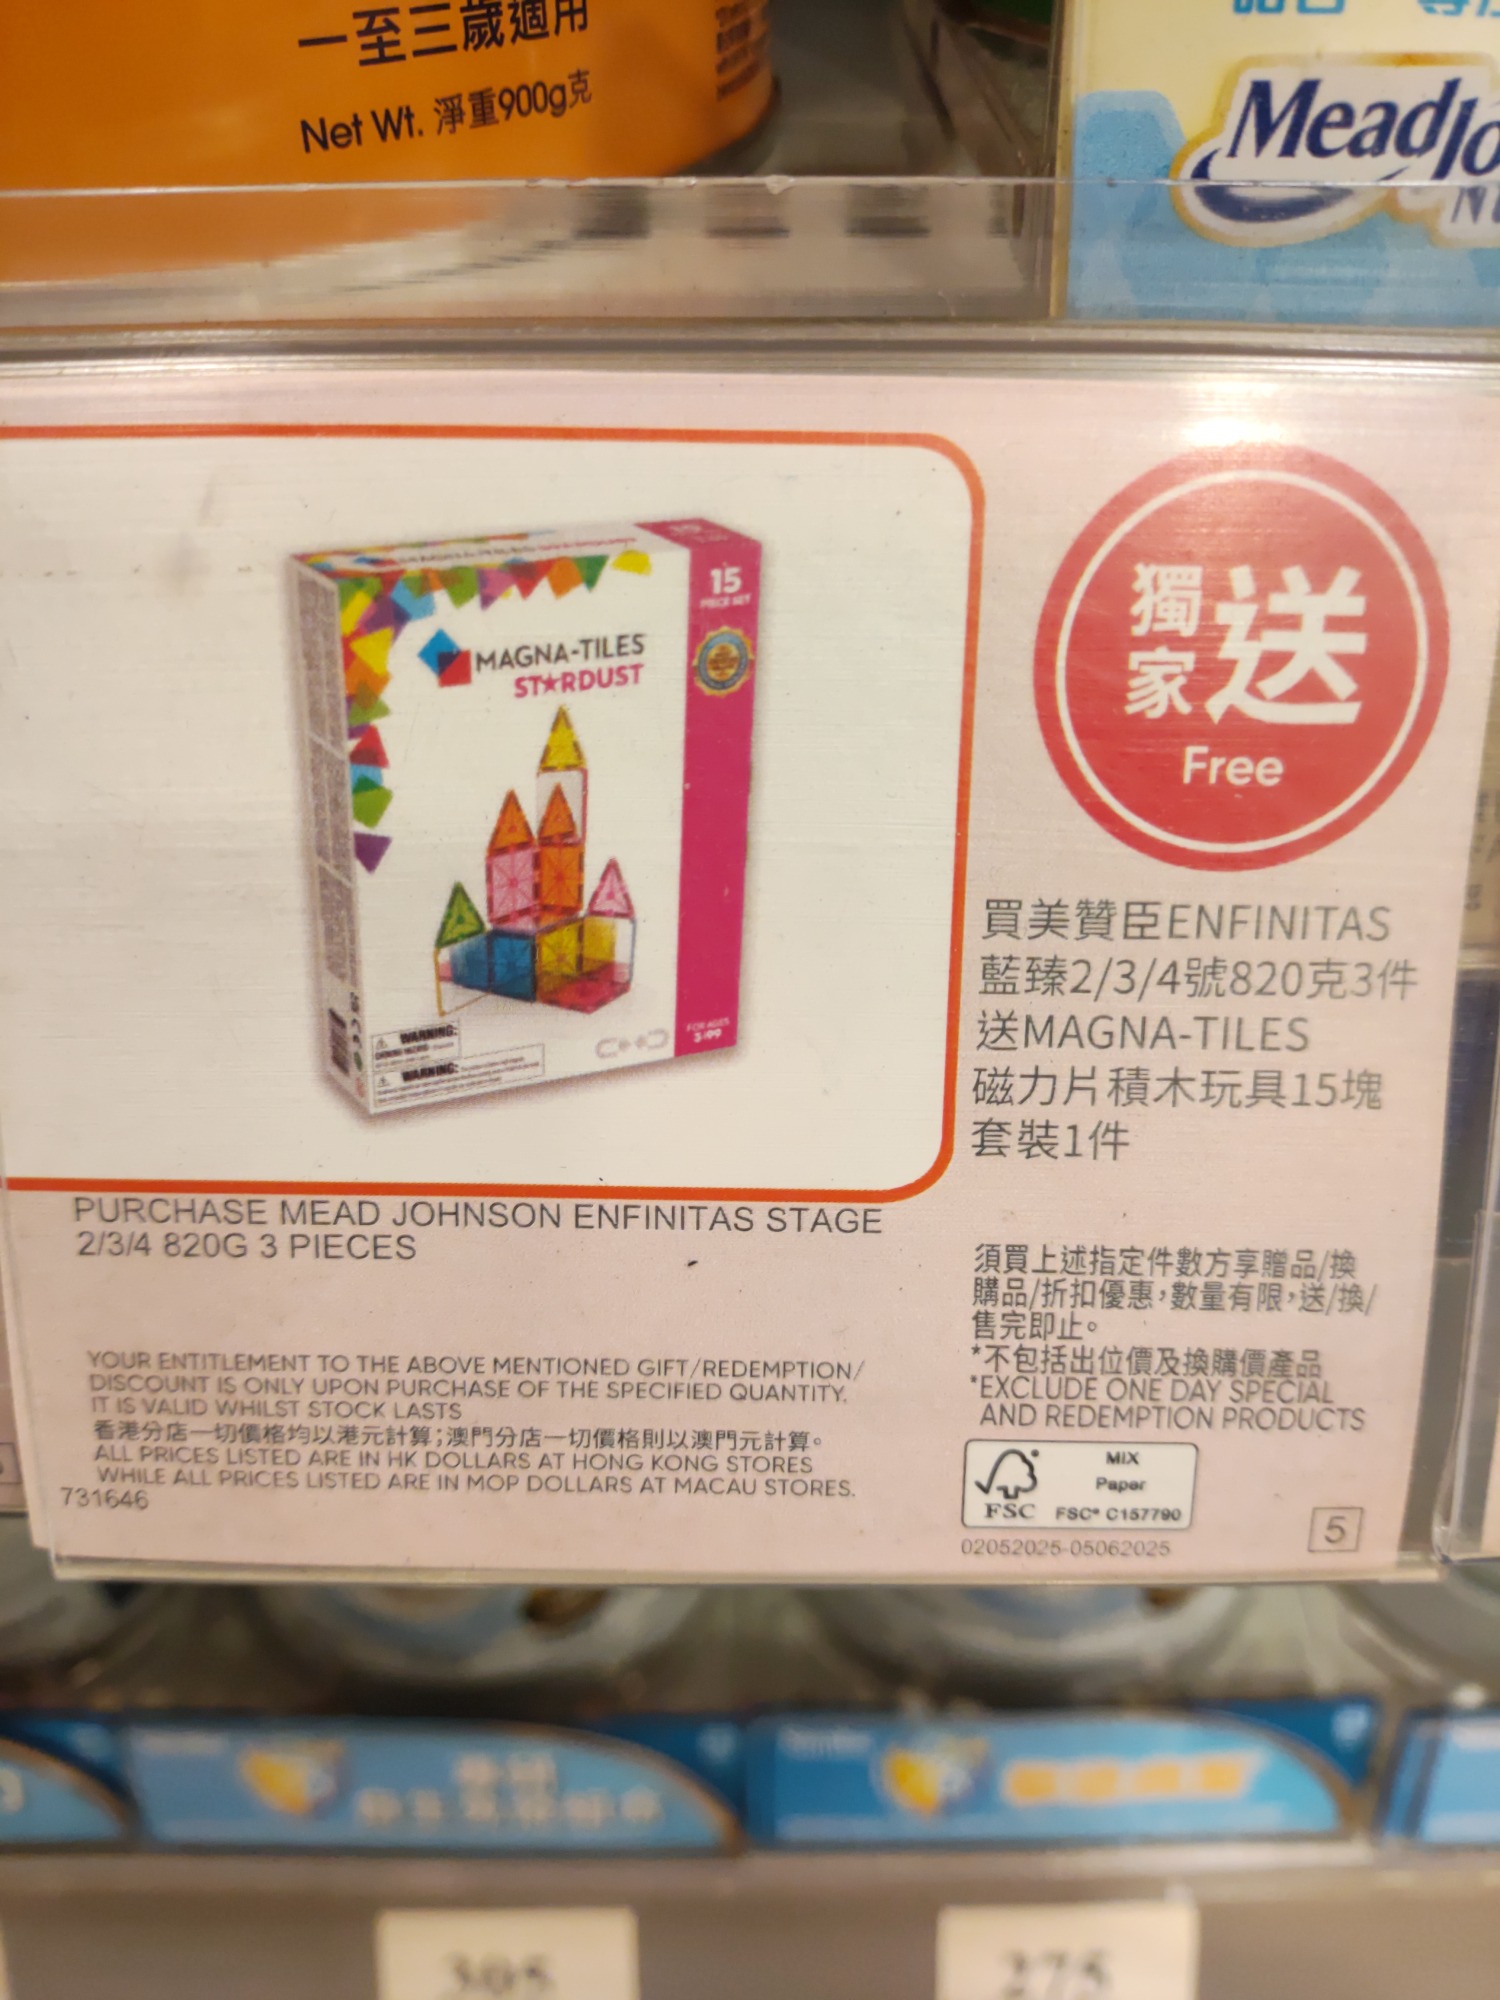 一至三歲適用
Net Wt. 淨重900g克
MeadJo
15
PIECE SET
MAGNA-TILES
ST★RDUST
WARNING:
WARNING:
FOR AGES
3-99
獨家送
Free
買美贊臣ENFINITAS
藍臻2/3/4號820克3件
送MAGNA-TILES
磁力片積木玩具15塊
套裝1件
PURCHASE MEAD JOHNSON ENFINITAS STAGE
2/3/4 820G 3 PIECES
須買上述指定件數方享贈品/換
購品/折扣優惠，數量有限，送/換/
售完即止。
*不包括出位價及換購價產品
*EXCLUDE ONE DAY SPECIAL
AND REDEMPTION PRODUCTS
YOUR ENTITLEMENT TO THE ABOVE MENTIONED GIFT/REDEMPTION/
DISCOUNT IS ONLY UPON PURCHASE OF THE SPECIFIED QUANTITY.
IT IS VALID WHILST STOCK LASTS
香港分店一切價格均以港元計算；澳門分店一切價格則以澳門元計算。
ALL PRICES LISTED ARE IN HK DOLLARS AT HONG KONG STORES
WHILE ALL PRICES LISTED ARE IN MOP DOLLARS AT MACAU STORES.
731646
FSC
MIX
Paper
FSC® C157790
02052025-05062025
5
305
275